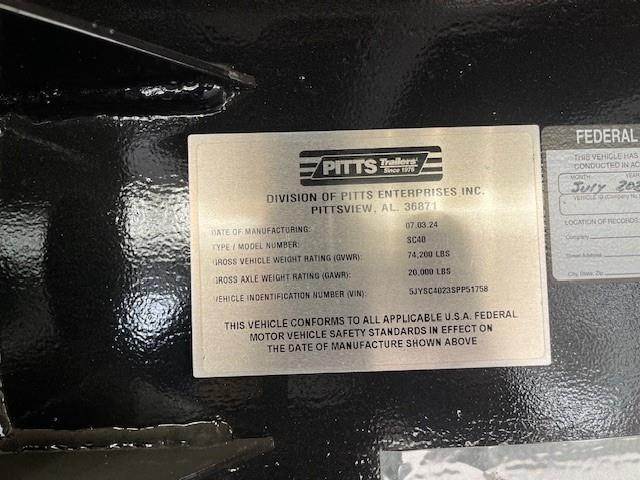 PITTS Trailers
Since 1976
DIVISION OF PITTS ENTERPRISES INC.
PITTSVIEW, AL. 36871
DATE OF MANUFACTURING: 07.03.24
TYPE / MODEL NUMBER: SC40
GROSS VEHICLE WEIGHT RATING (GVWR): 74,200 LBS
GROSS AXLE WEIGHT RATING (GAWR): 20,000 LBS
VEHICLE INDENTIFICATION NUMBER (VIN): 5JYSC4023SPP51758
THIS VEHICLE CONFORMS TO ALL APPLICABLE U.S.A. FEDERAL
MOTOR VEHICLE SAFETY STANDARDS IN EFFECT ON
THE DATE OF MANUFACTURE SHOWN ABOVE
FEDERAL
THIS VEHICLE HAS
CONDUCTED IN AC
MONTH
July 20
LOCATION OF RECORDS
Street Address
City, State, Zip